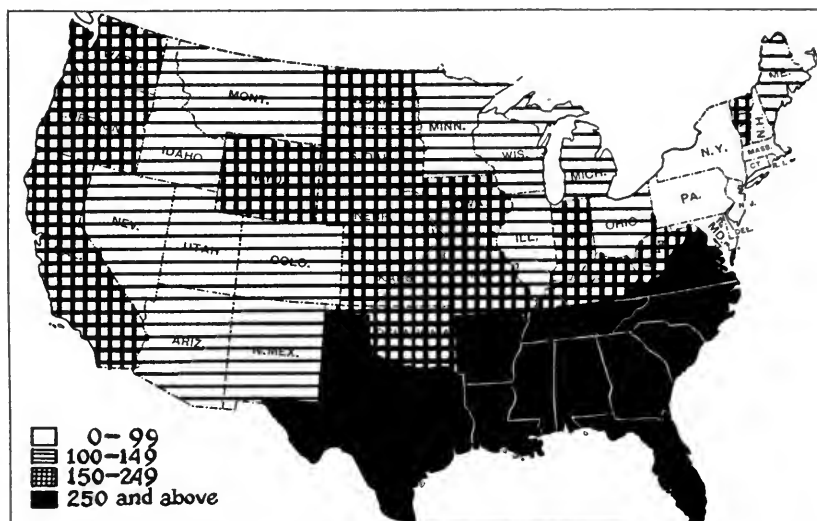 ME.
MONT.
MINN.
N.H.
IDAHO
WIS.
MICH.
N.Y.
MASS.
CT.
R.I.
PA.
NEV.
UTAH
COLO.
ILL.
OHIO
N.J.
MD.
DEL.
ARIZ.
N.MEX.
0-99
100-149
150-249
250 and above